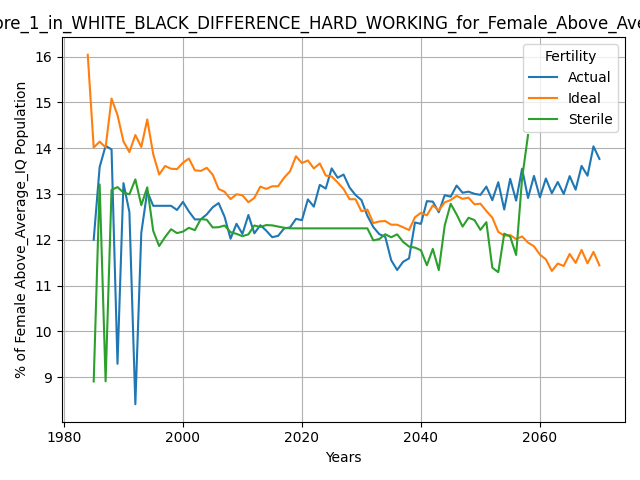 ore_1_in_WHITE_BLACK_DIFFERENCE_HARD_WORKING_for_Female_Above_Ave
% of Female Above_Average_IQ Population
16
15
14
13
12
11
10
9
Fertility
Actual
Ideal
Sterile
1980
2000
2020
2040
2060
Years